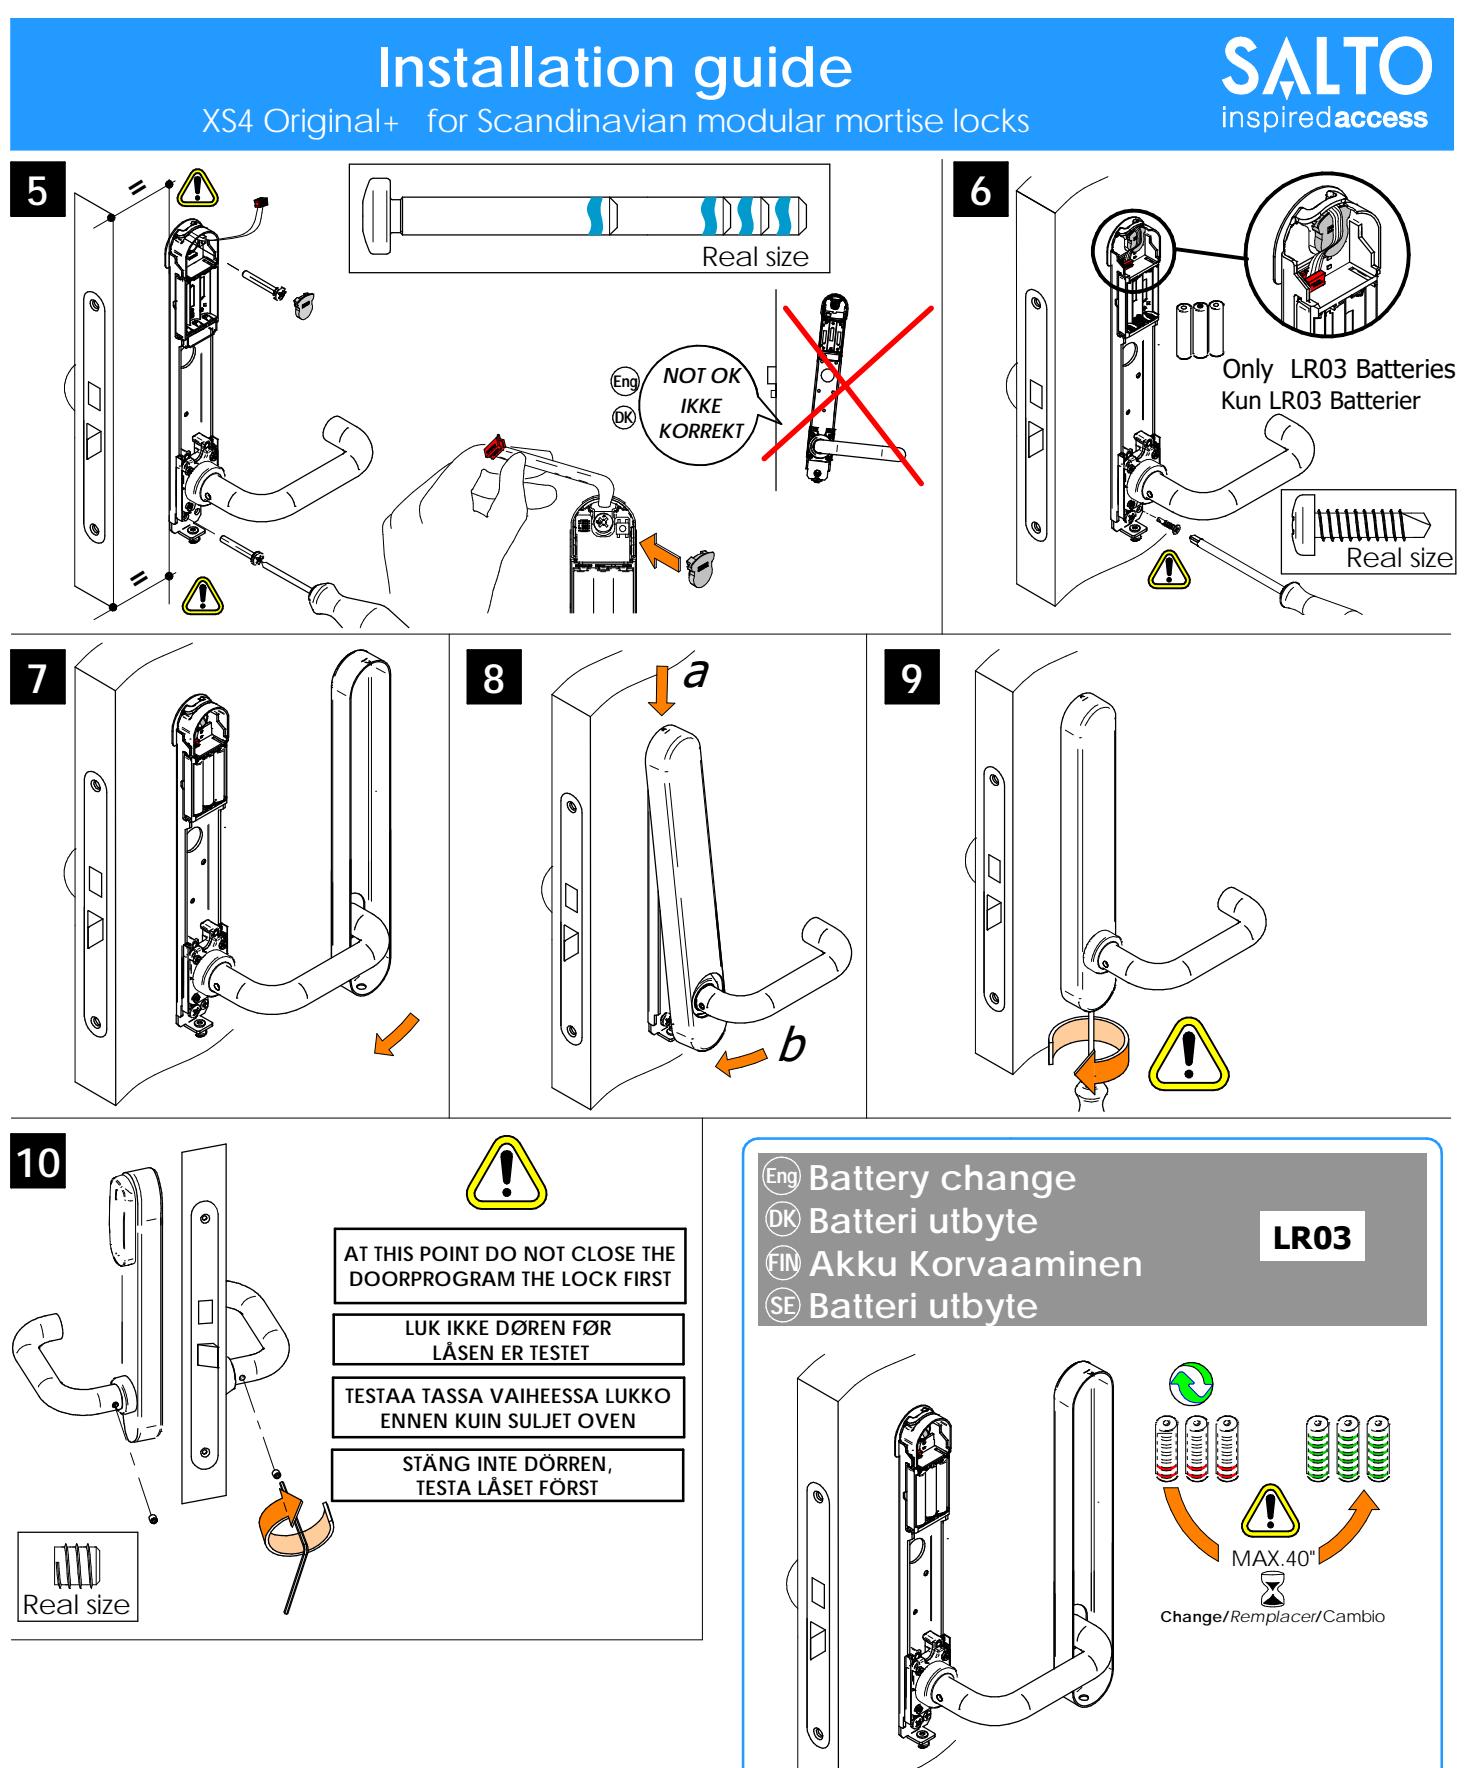 Installation guide
XS4 Original+ for Scandinavian modular mortise locks
SALTO
inspiredaccess
5
Real size
Eng
DK
NOT OK
IKKE
KORREKT
6
Only LR03 Batteries
Kun LR03 Batterier
Real size
7
8
a
b
9
10
AT THIS POINT DO NOT CLOSE THE
DOORPROGRAM THE LOCK FIRST
LUK IKKE DØREN FØR
LÅSEN ER TESTET
TESTAA TASSA VAIHEESSA LUKKO
ENNEN KUIN SULJET OVEN
STÄNG INTE DÖRREN,
TESTA LÅSET FÖRST
Real size
Eng Battery change
DK Batteri utbyte
FIN Akku Korvaaminen
SE Batteri utbyte
LR03
MAX.40"
Change/Remplacer/Cambio